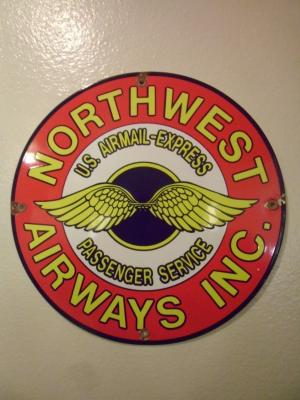 NORTHWEST
U.S. AIRMAIL-EXPRESS
PASSENGER SERVICE
AIRWAYS INC.